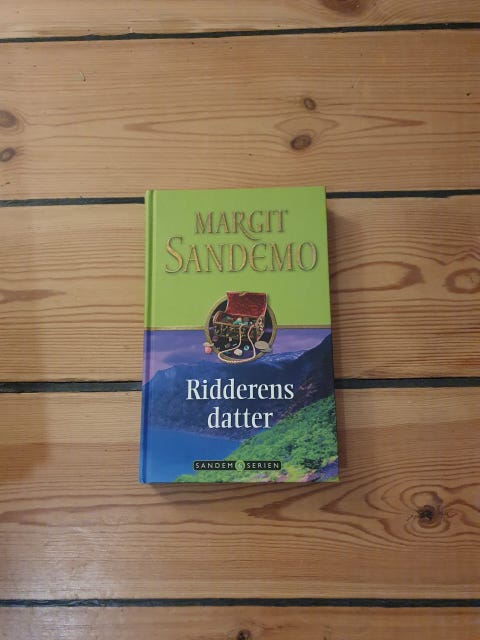 MARGIT
SANDEMO
Ridderens
datter
SANDEMOSERIEN